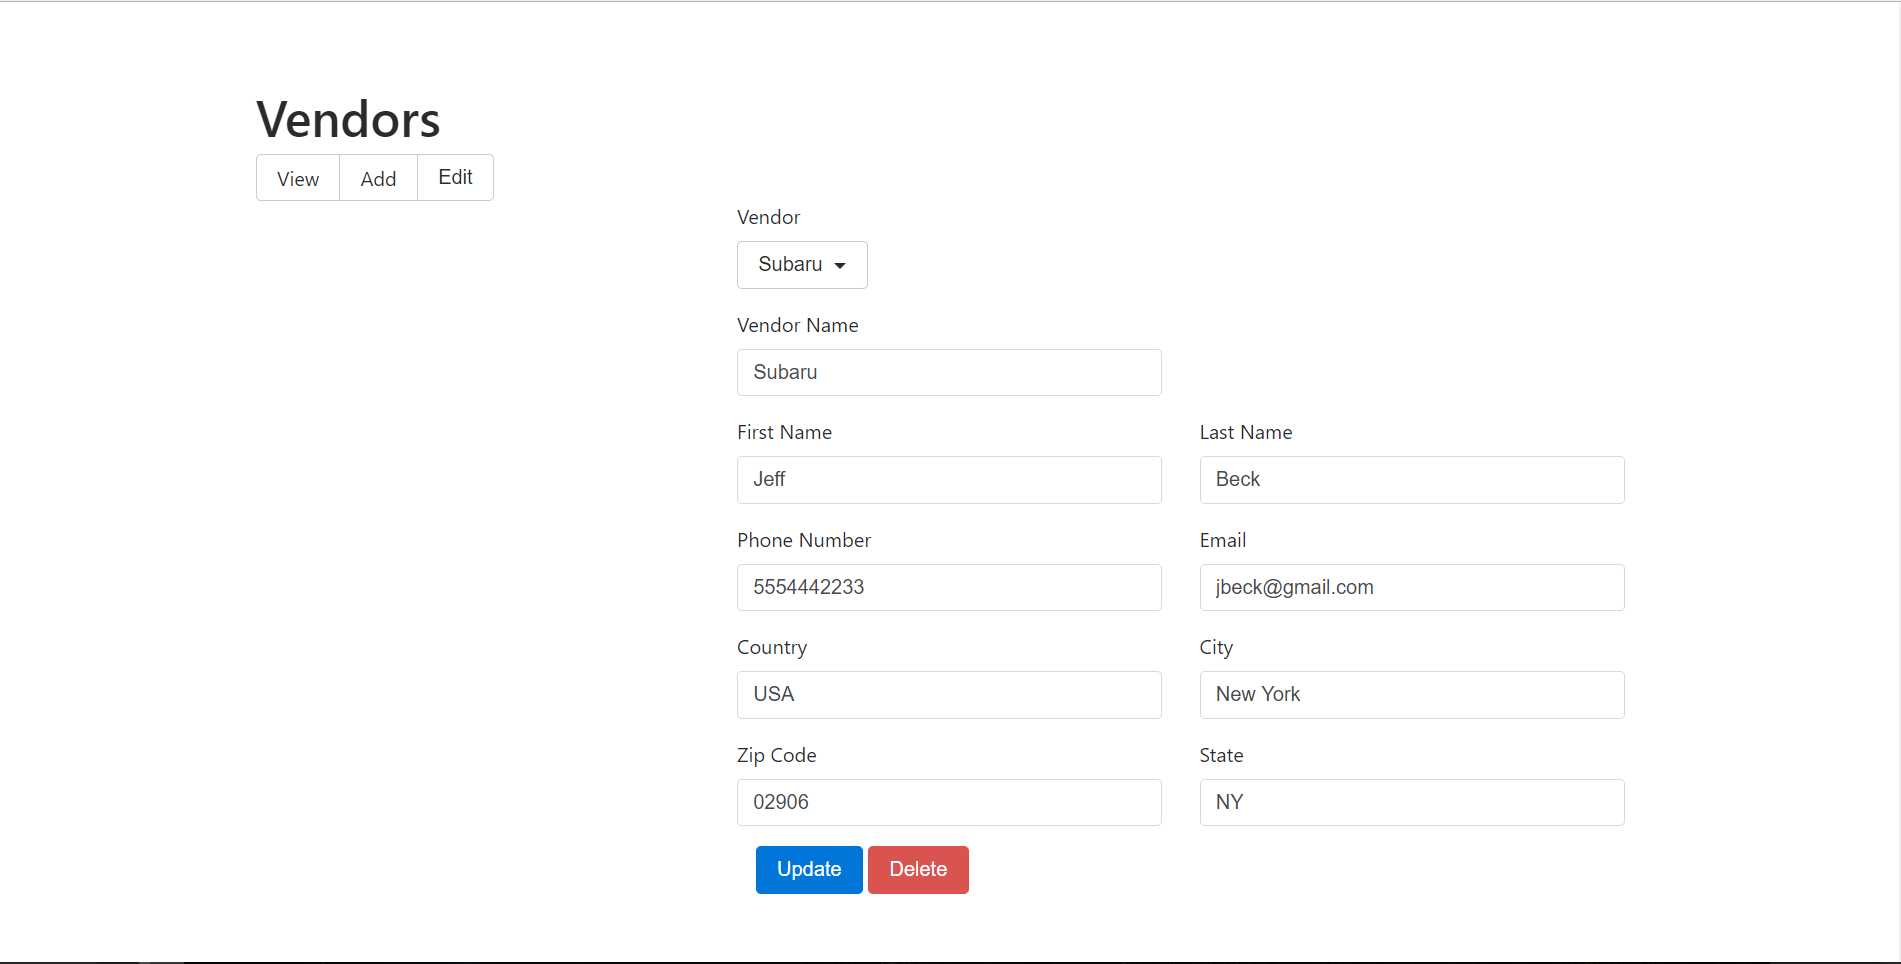 Vendors
View Add Edit
Vendor
Subaru
Vendor Name
Subaru
First Name Last Name
Jeff Beck
Phone Number Email
5554442233 jbeck@gmail.com
Country City
USA New York
Zip Code State
02906 NY
Update Delete